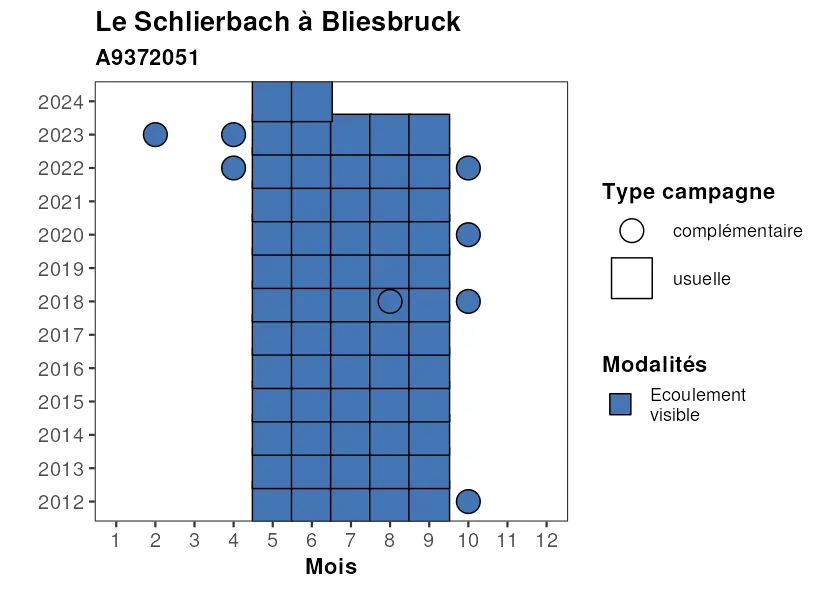 Le Schlierbach à Bliesbruck
A9372051
2024
2023
2022
2021
2020
2019
2018
2017
2016
2015
2014
2013
2012
1 2 3 4 5 6 7 8 9 10 11 12
Mois
Type campagne
complémentaire
usuelle
Modalités
Ecoulement
visible